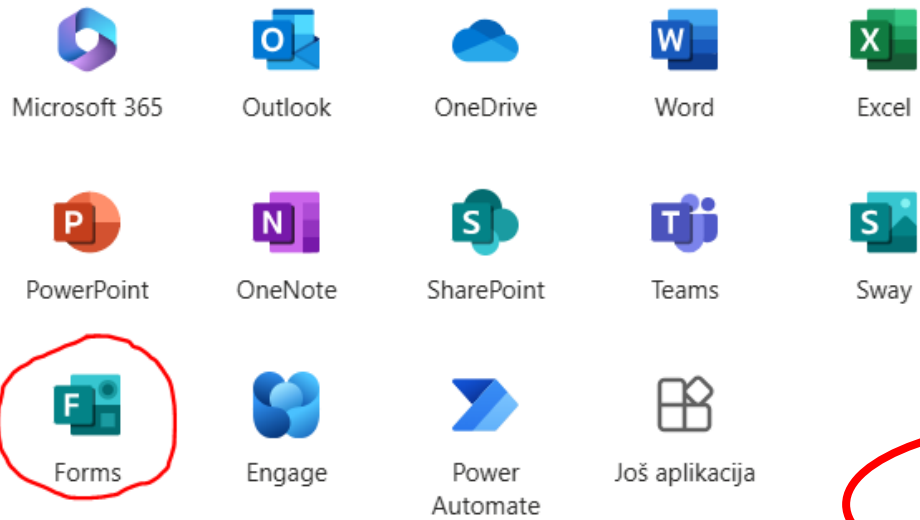 Microsoft 365
Outlook
OneDrive
Word
Excel
PowerPoint
OneNote
SharePoint
Teams
Sway
Forms
Engage
Power
Automate
Još aplikacija